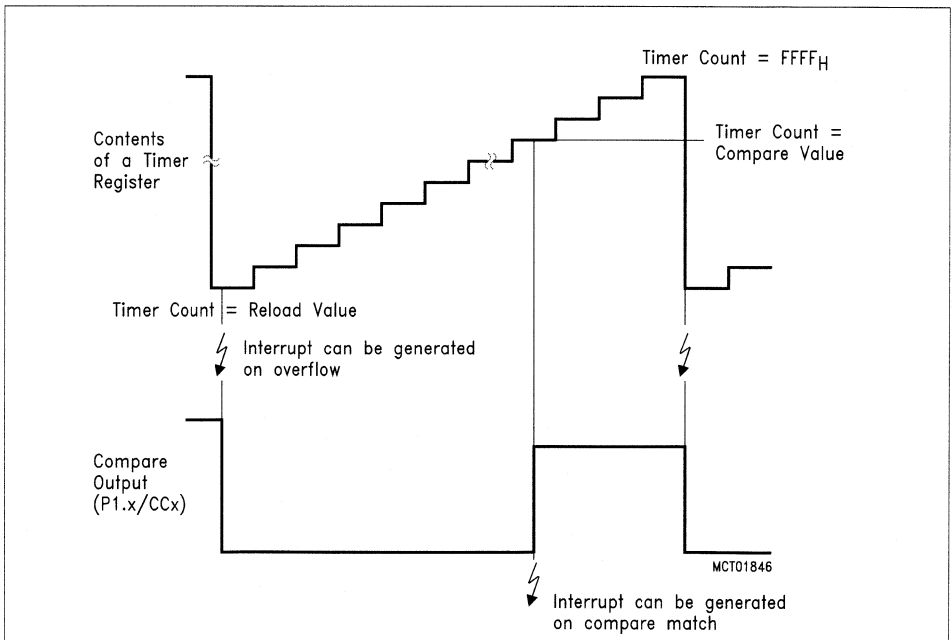 Timer Count = FFFFH
Contents
of a Timer
Register
Timer Count =
Compare Value
Timer Count = Reload Value
Interrupt can be generated
on overflow
Compare
Output
(P1.x/CCx)
MCT01846
Interrupt can be generated
on compare match